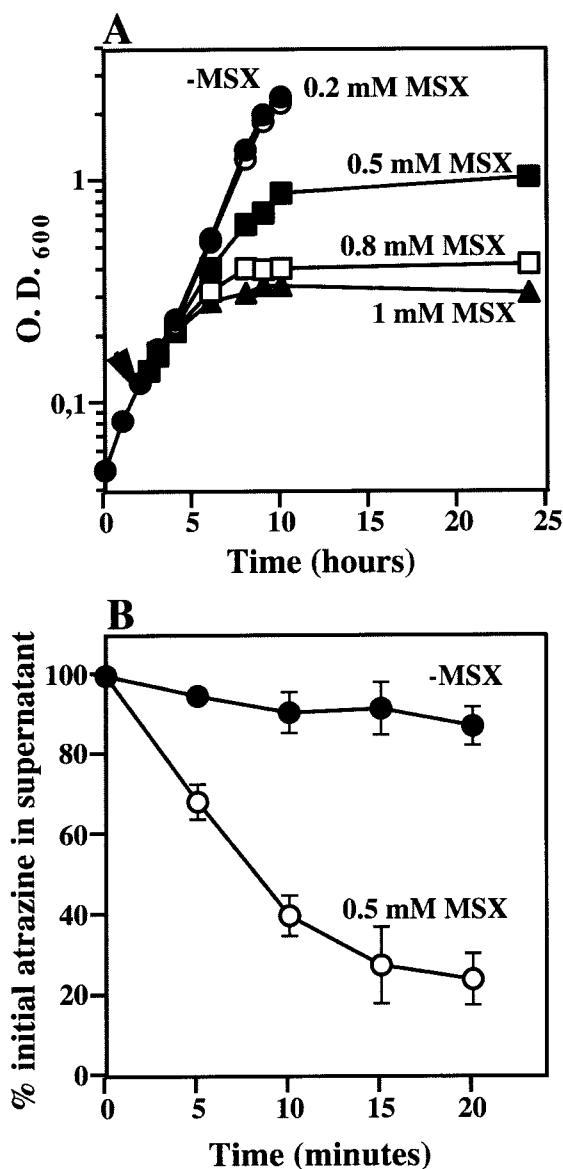 A
-MSX
0.2 mM MSX
0.5 mM MSX
0.8 mM MSX
1 mM MSX
O. D. 600
1
0,1
0 5 10 15 20 25
Time (hours)
B
% initial atrazine in supernatant
100
80
60
40
20
0
-MSX
0.5 mM MSX
0 5 10 15 20
Time (minutes)